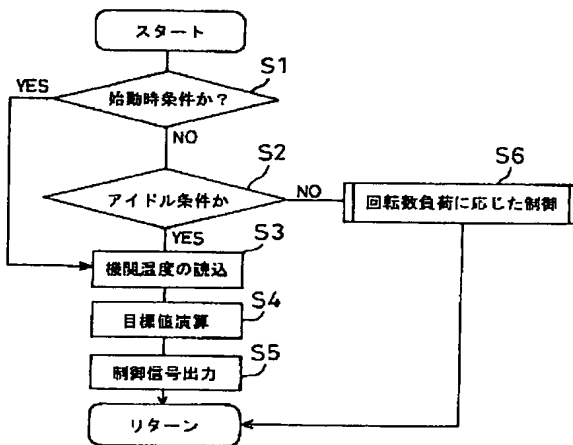 スタート
S1
YES
始動時条件か？
NO
S2
アイドル条件か
NO
S6
回転数負荷に応じた制御
YES
S3
機関温度の読込
S4
目標値演算
S5
制御信号出力
リターン